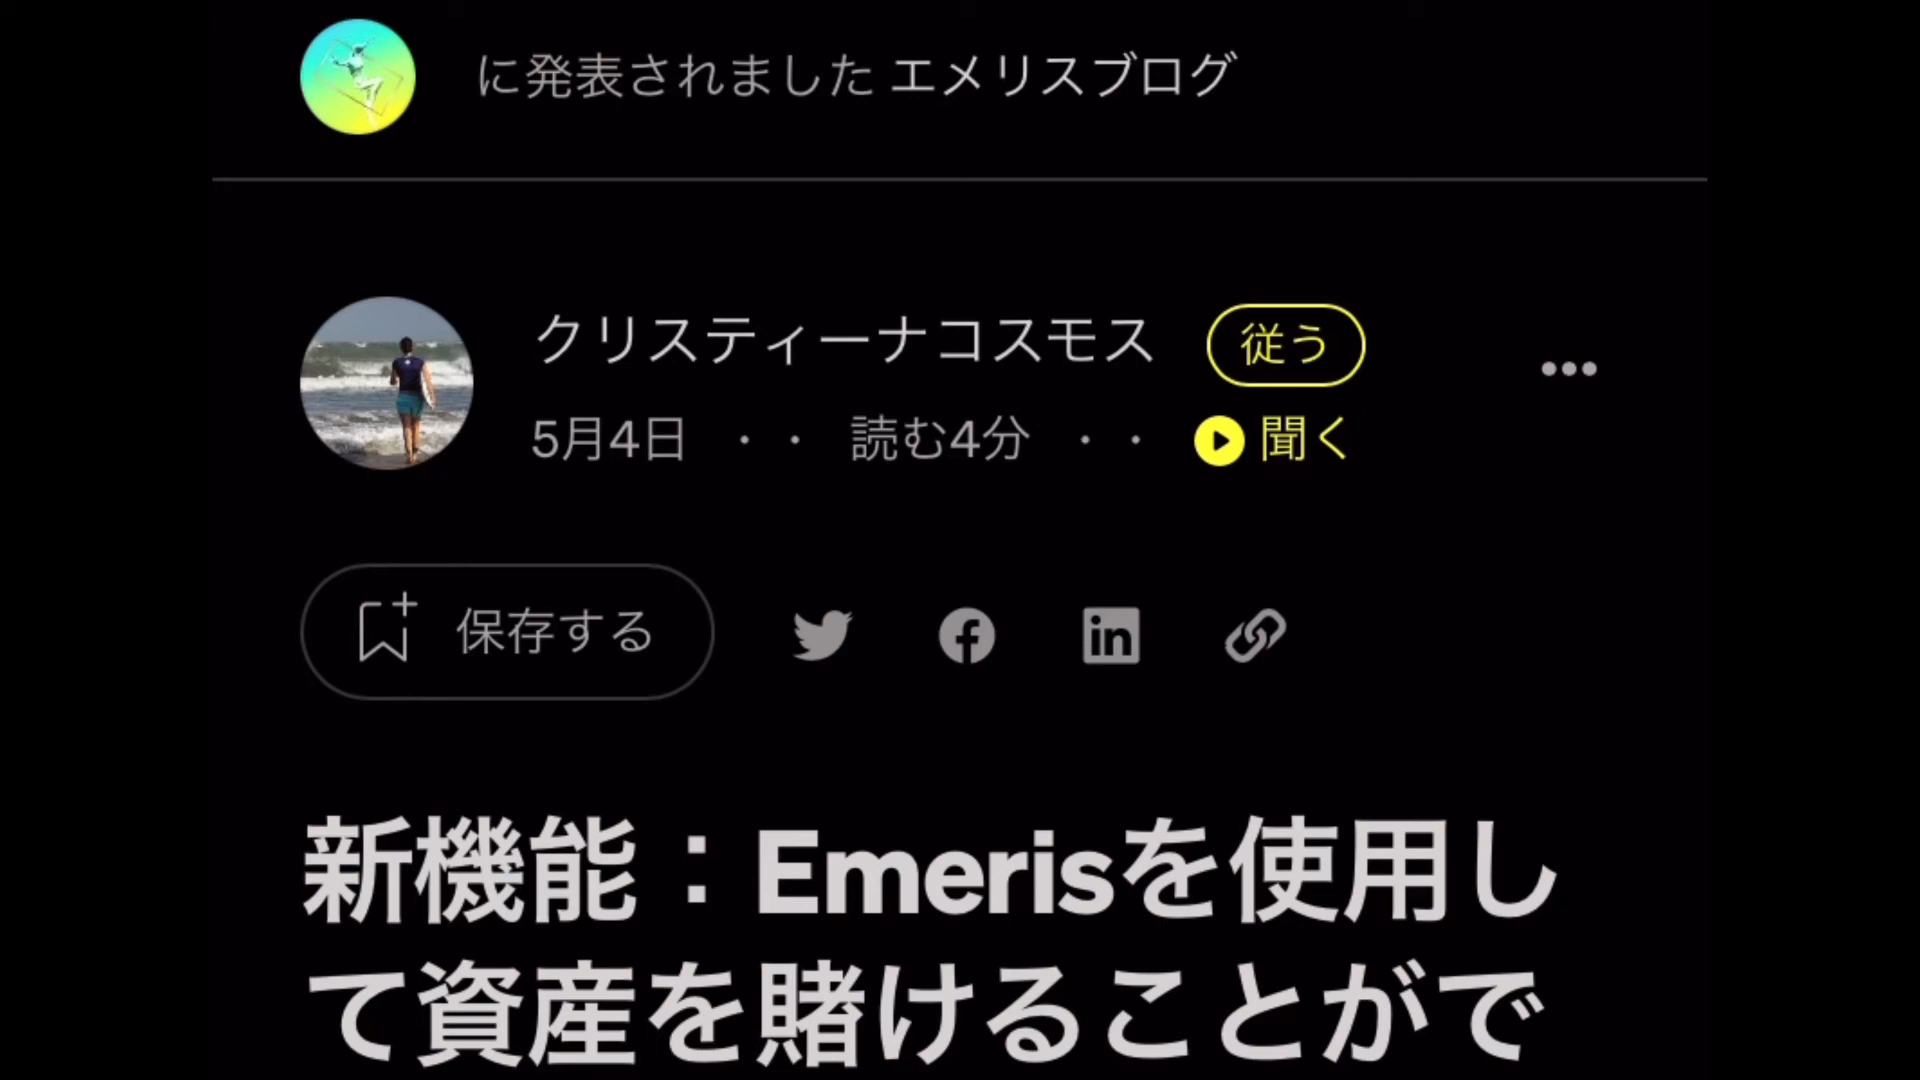 に発表されました エメリスブログ
クリスティーナコスモス 従う
5月4日 ・・ 読む4分 ・・ 聞く
保存する
新機能：Emerisを使用し
て資産を賭けることがで